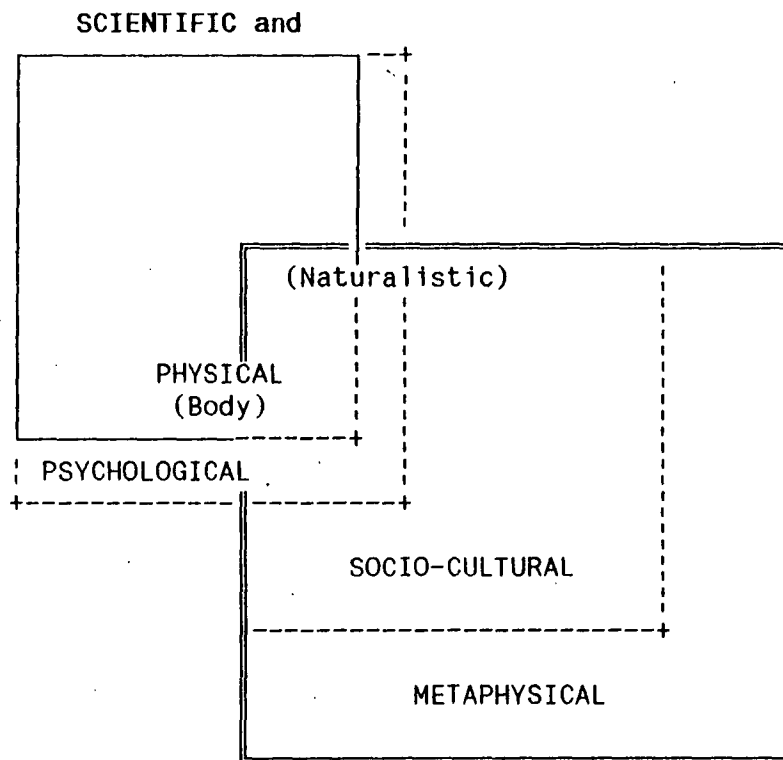 SCIENTIFIC and
(Naturalistic)
PHYSICAL
(Body)
PSYCHOLOGICAL
SOCIO-CULTURAL
METAPHYSICAL